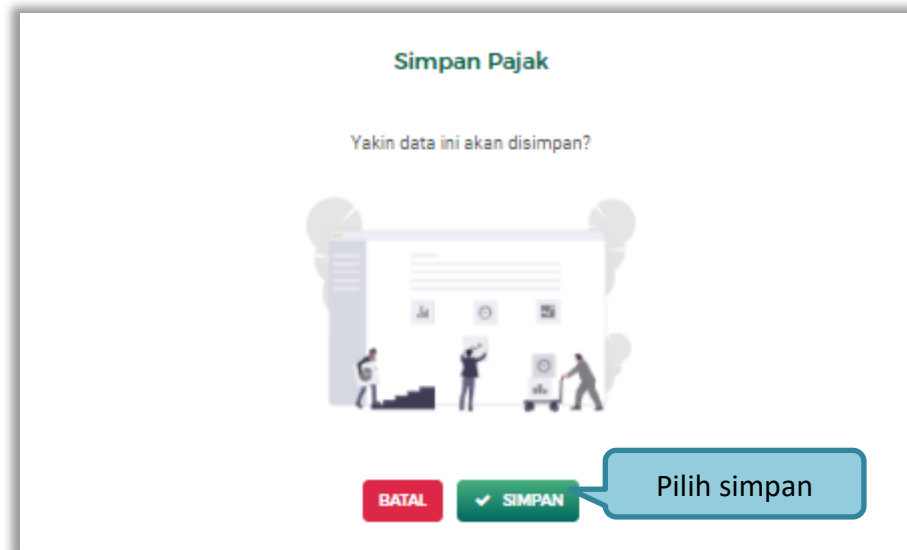 Simpan Pajak
Yakin data ini akan disimpan?
BATAL
SIMPAN
Pilih simpan